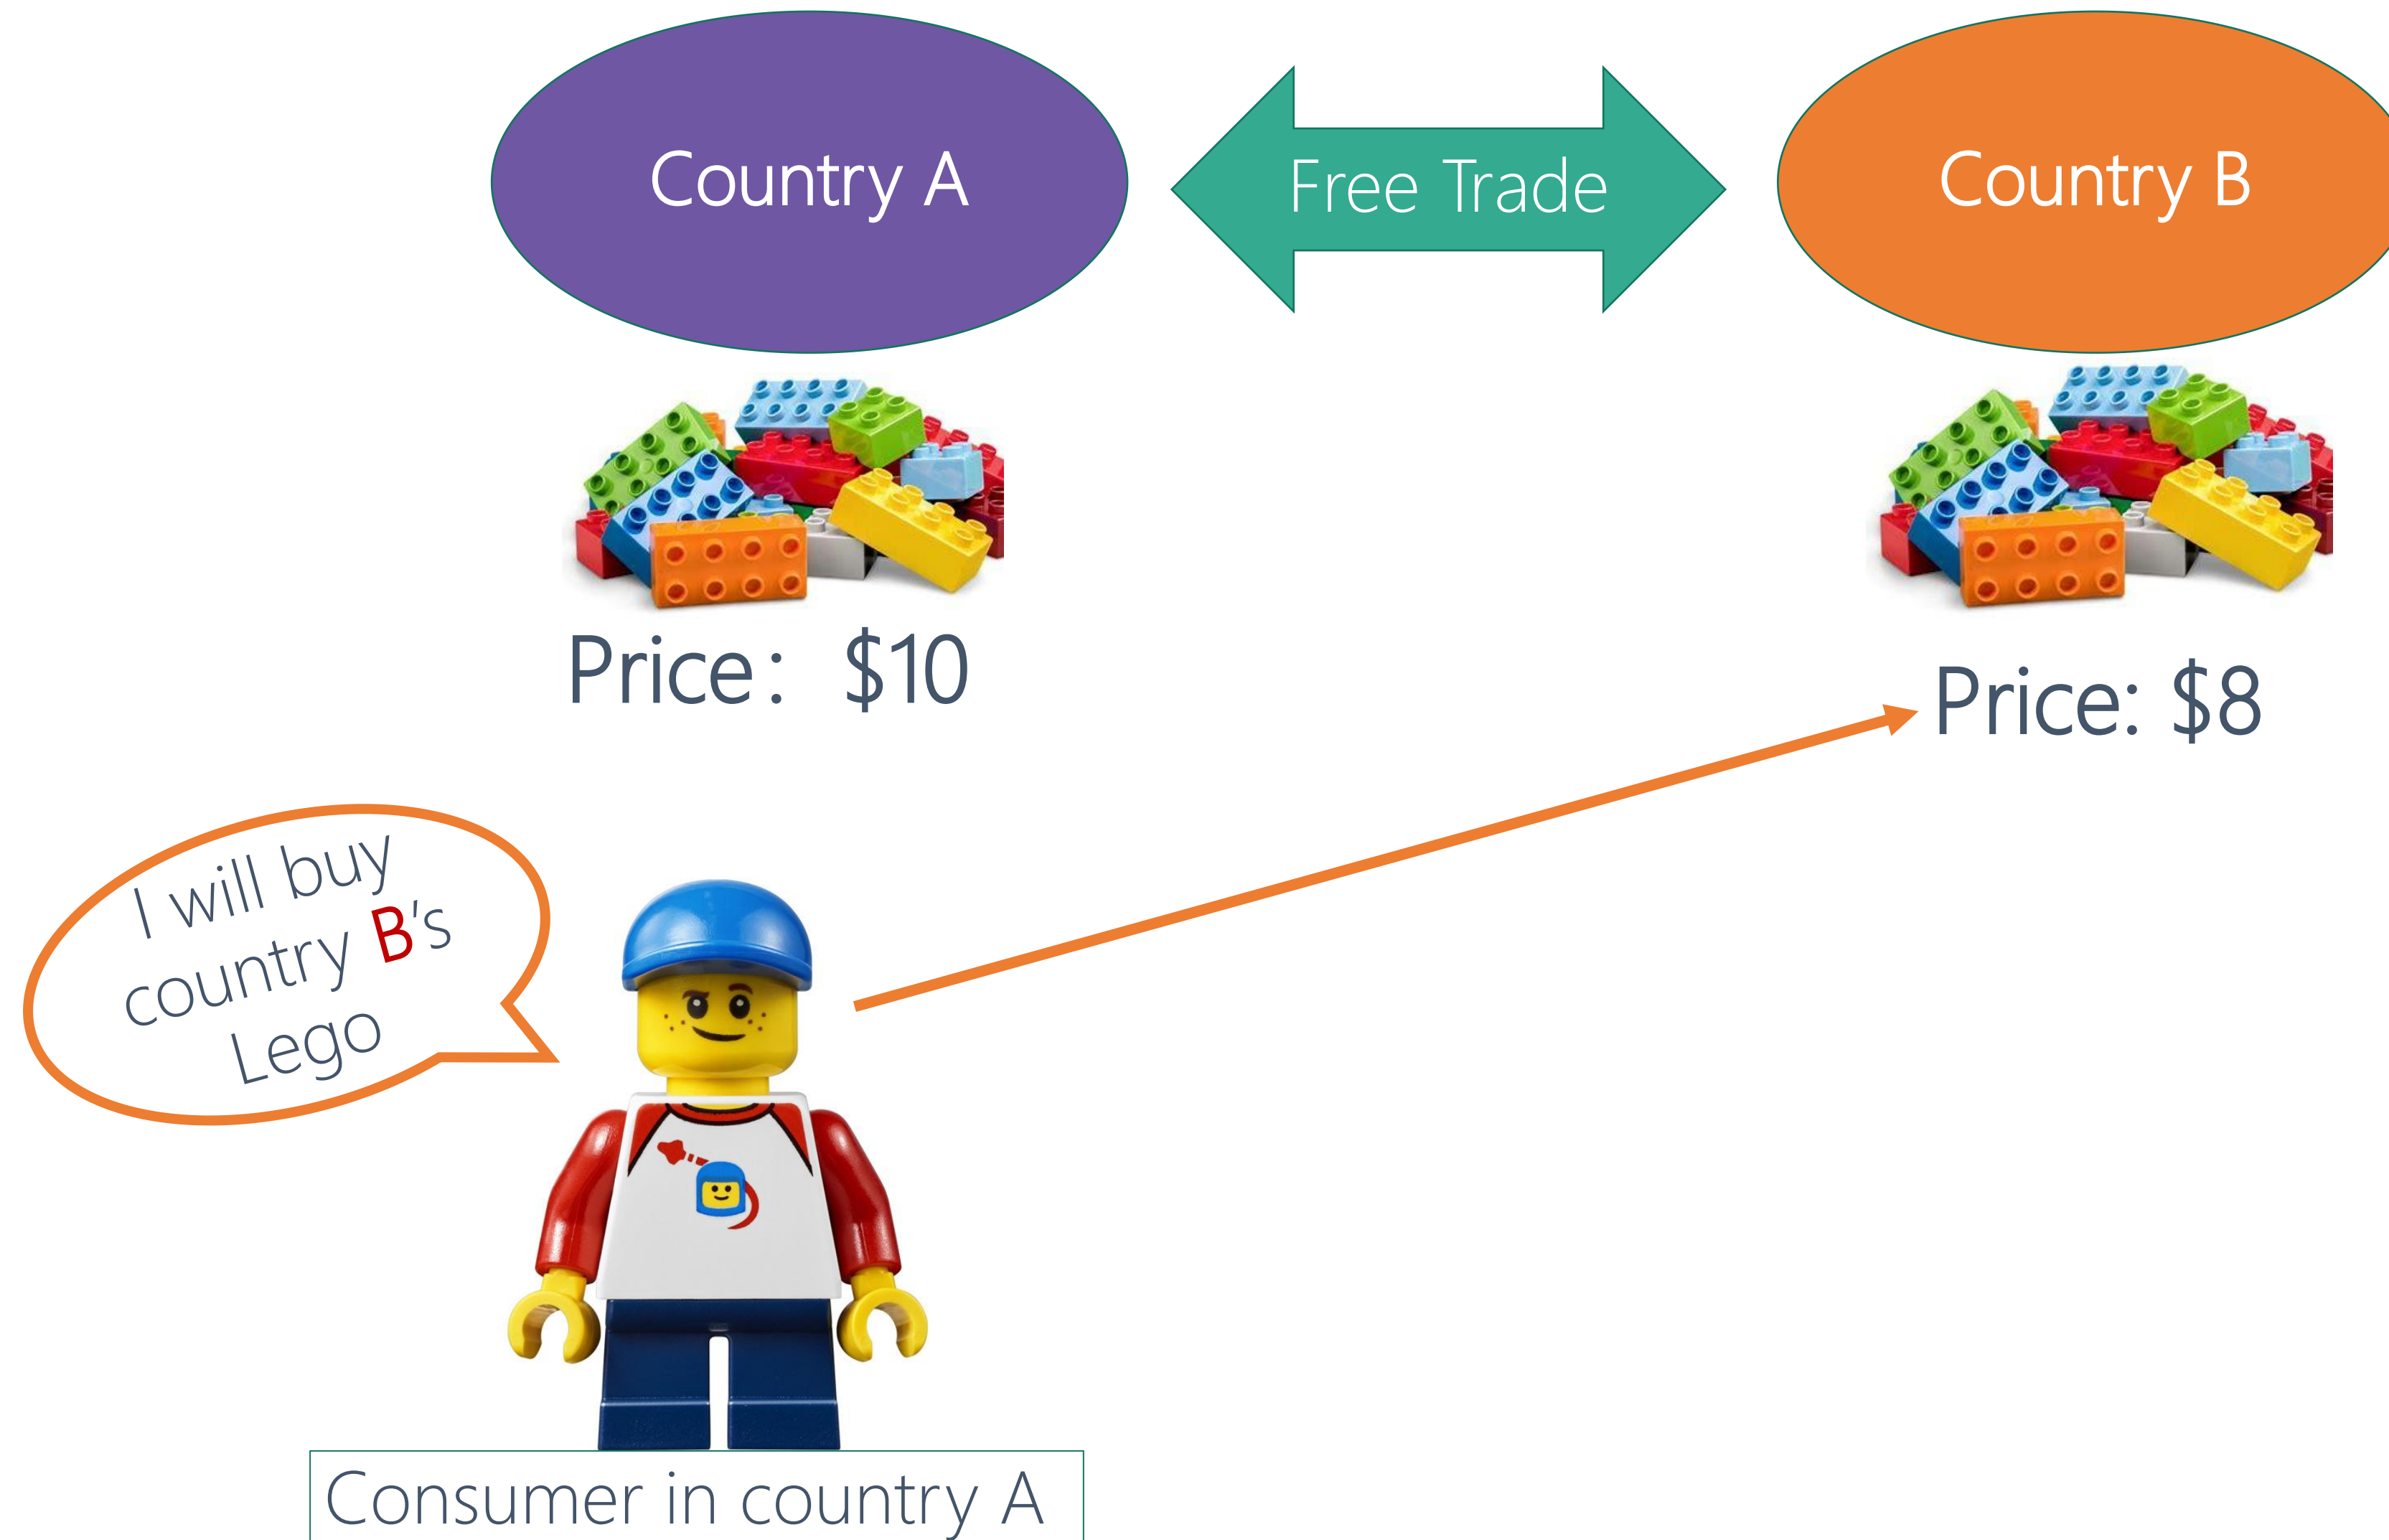 Country A
Free Trade
Country B
Price: $10
Price: $8
I will buy
country B's
Lego
Consumer in country A